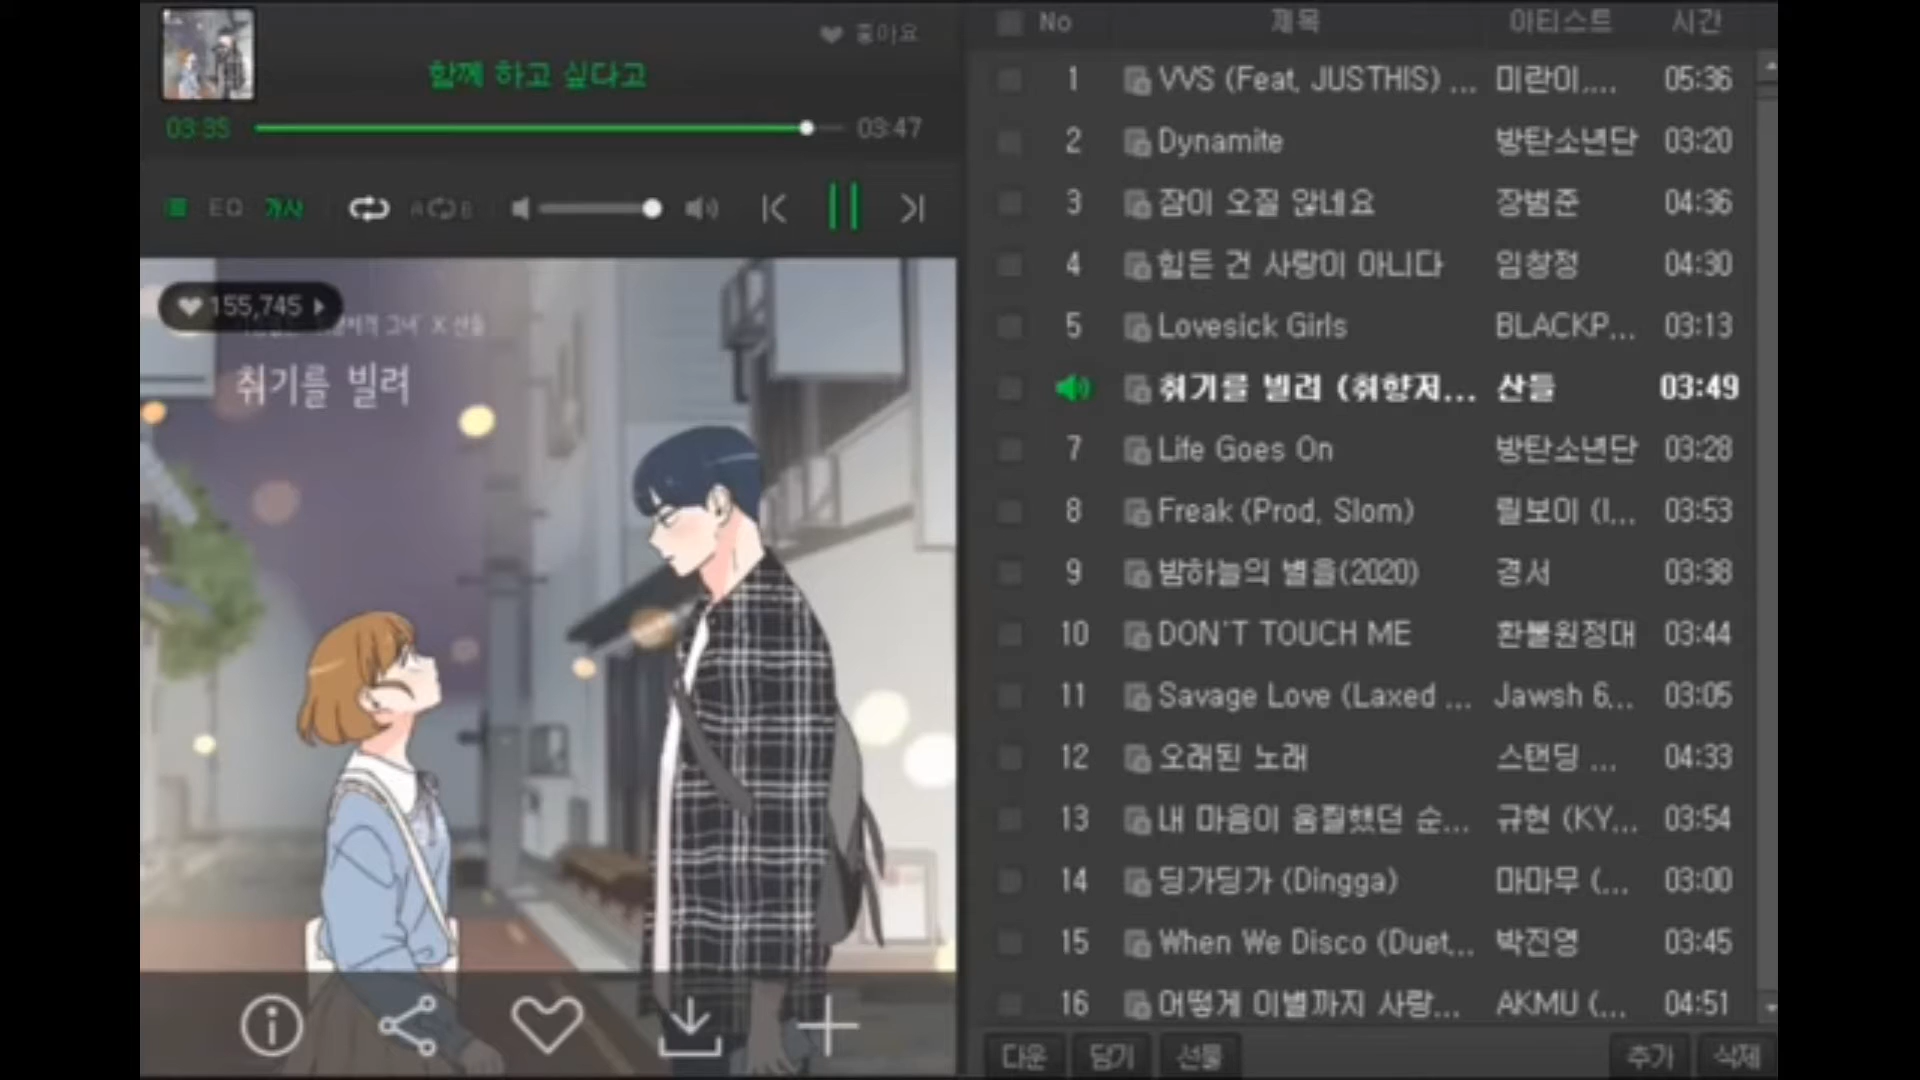 좋아요
함께 하고 싶다고
03:35 03:47
EQ 가사 A B
155,745
X 산들
취기를 빌려
No 제목 아티스트 시간
1 VVS (Feat. JUSTHIS) ... 미란이,... 05:36
2 Dynamite 방탄소년단 03:20
3 잠이 오질 않네요 장범준 04:36
4 힘든 건 사랑이 아니다 임창정 04:30
5 Lovesick Girls BLACKP... 03:13
취기를 빌려 (취향저... 산들 03:49
7 Life Goes On 방탄소년단 03:28
8 Freak (Prod. Slom) 릴보이 (l... 03:53
9 밤하늘의 별을(2020) 경서 03:38
10 DON'T TOUCH ME 환불원정대 03:44
11 Savage Love (Laxed ... Jawsh 6... 03:05
12 오래된 노래 스탠딩 ... 04:33
13 내 마음이 움찔했던 순... 규현 (KY... 03:54
14 딩가딩가 (Dingga) 마마무 (... 03:00
15 When We Disco (Duet... 박진영 03:45
16 어떻게 이별까지 사랑... AKMU (... 04:51
다운 담기 선물 추가 삭제